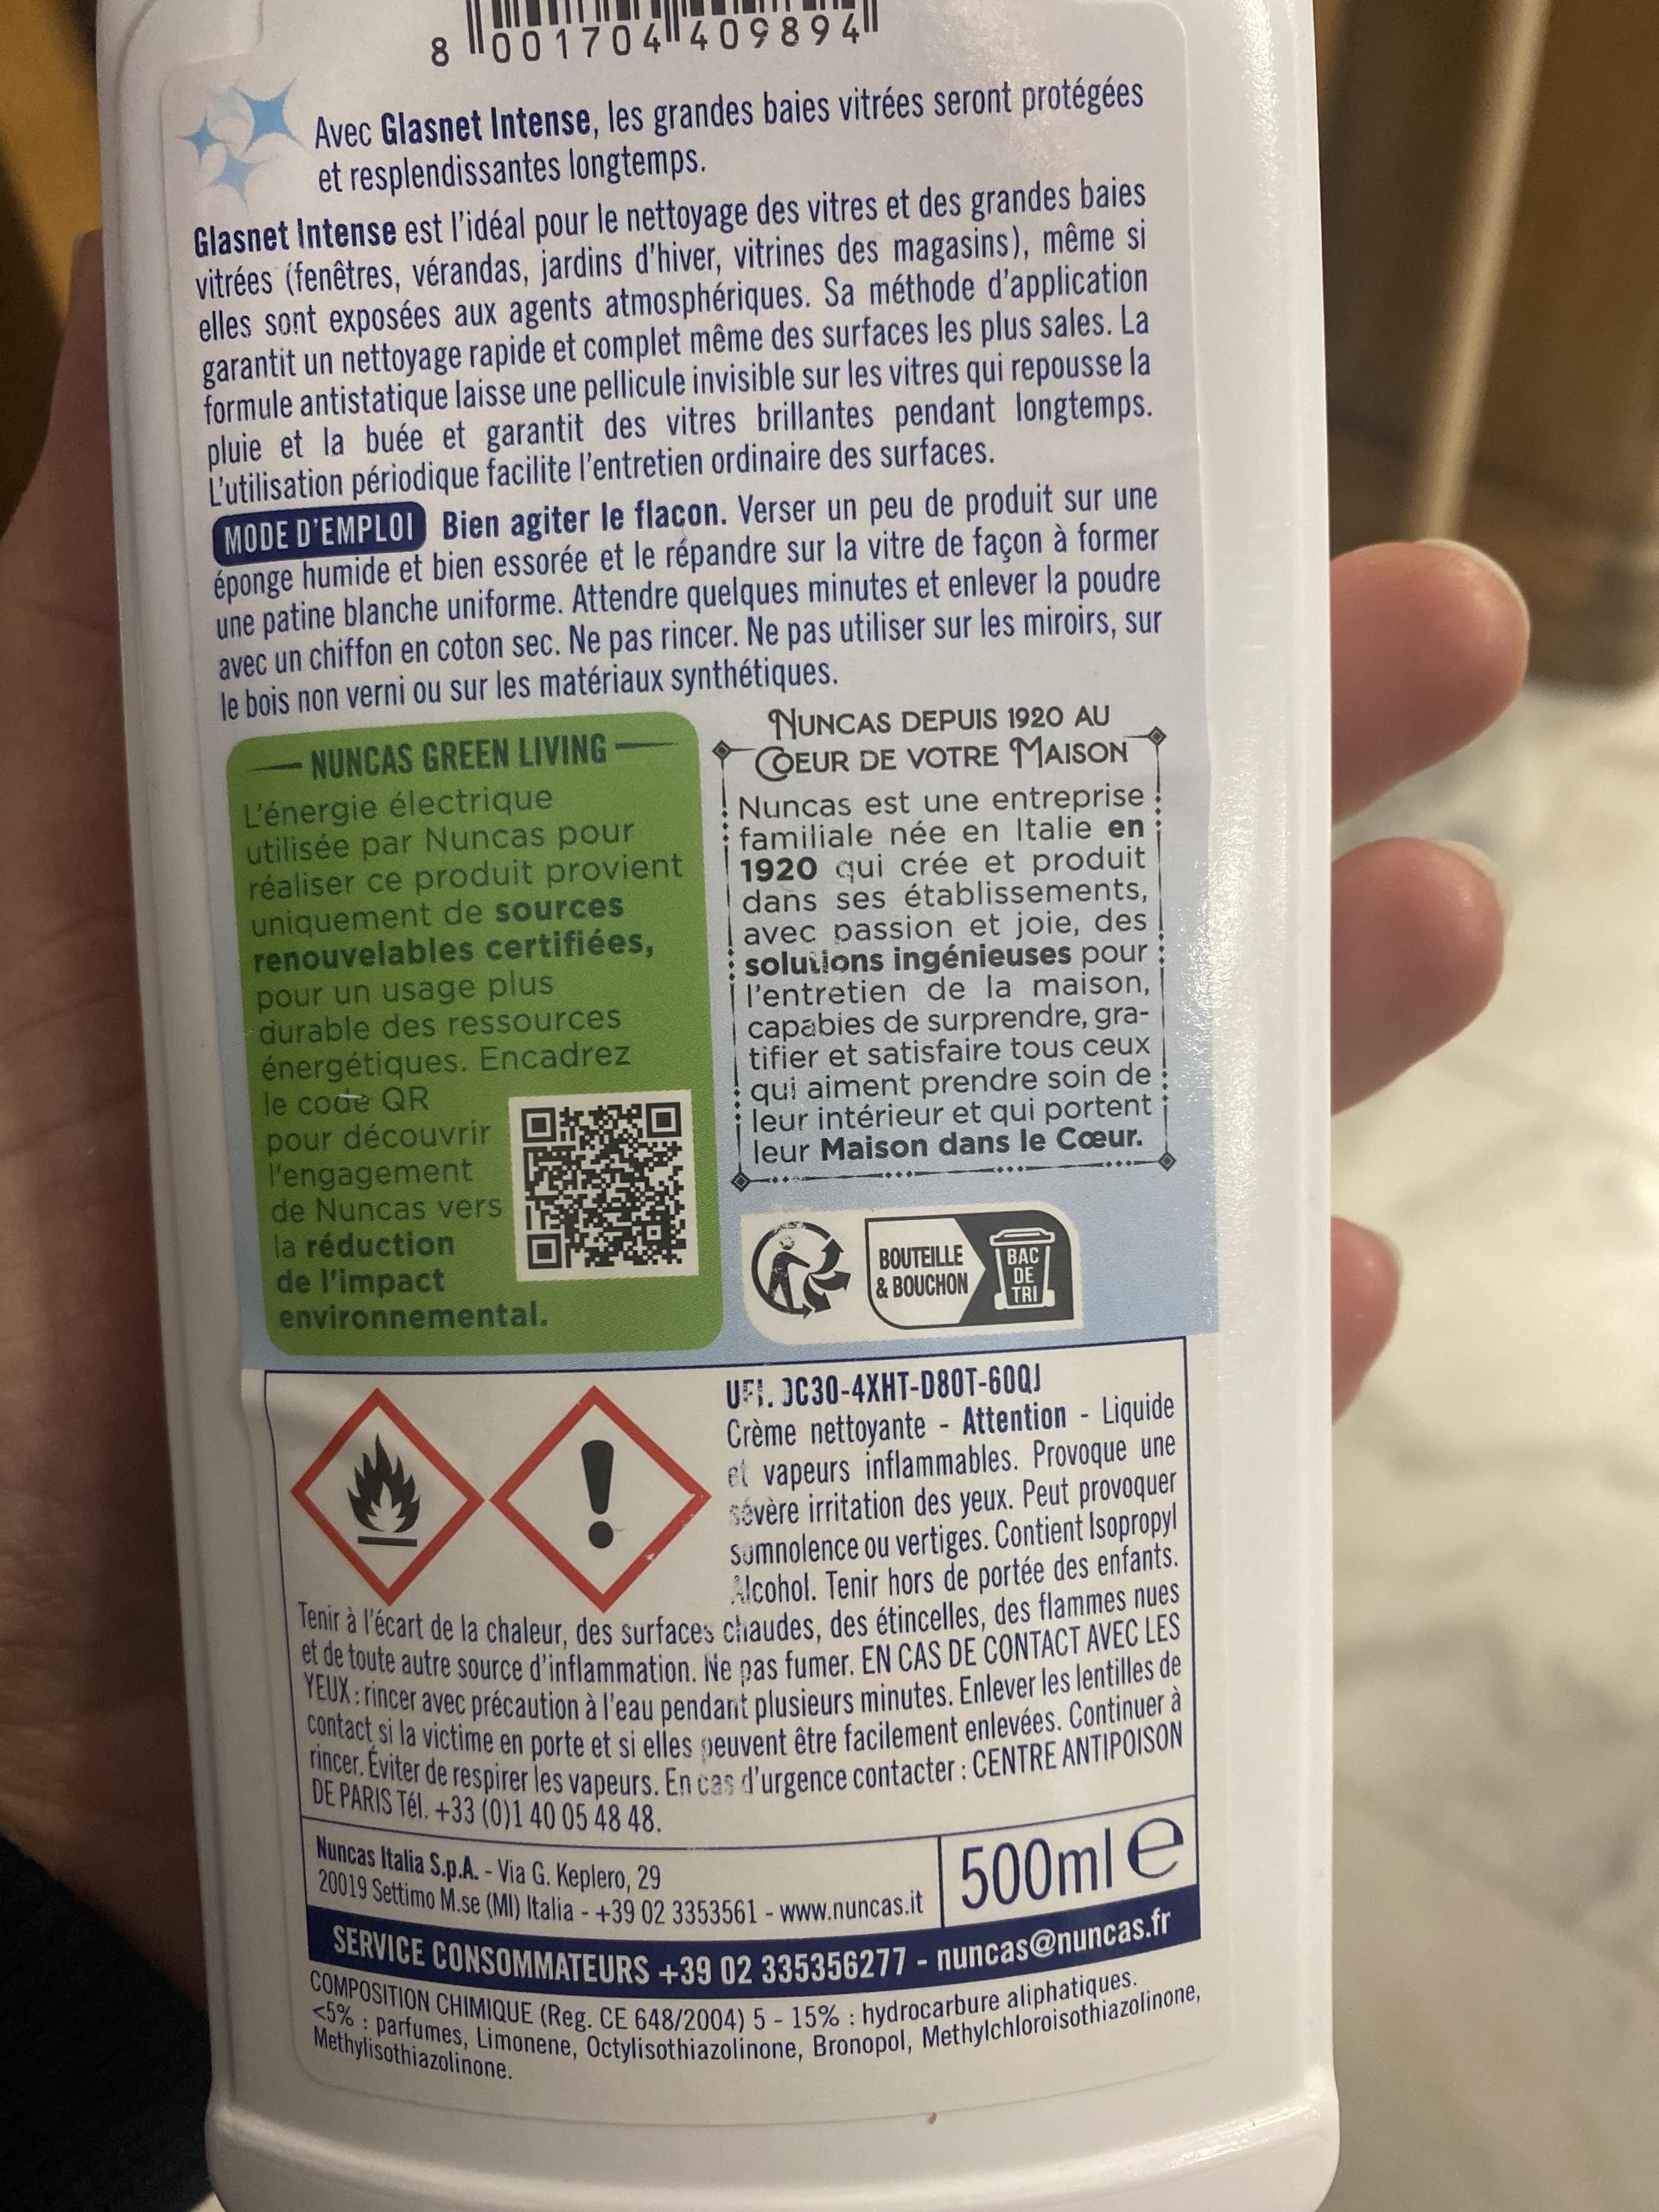 8 001704 409894
Avec Glasnet Intense, les grandes baies vitrées seront protégées
et resplendissantes longtemps.
Glasnet Intense est l'idéal pour le nettoyage des vitres et des grandes baies
vitrées (fenêtres, vérandas, jardins d'hiver, vitrines des magasins), même si
elles sont exposées aux agents atmosphériques. Sa méthode d'application
garantit un nettoyage rapide et complet même des surfaces les plus sales. La
formule antistatique laisse une pellicule invisible sur les vitres qui repousse la
pluie et la buée et garantit des vitres brillantes pendant longtemps.
L'utilisation périodique facilite l'entretien ordinaire des surfaces.
MODE D'EMPLOI Bien agiter le flacon. Verser un peu de produit sur une
éponge humide et bien essorée et le répandre sur la vitre de façon à former
une patine blanche uniforme. Attendre quelques minutes et enlever la poudre
avec un chiffon en coton sec. Ne pas rincer. Ne pas utiliser sur les miroirs, sur
le bois non verni ou sur les matériaux synthétiques.
NUNCAS GREEN LIVING
L'énergie électrique
utilisée par Nuncas pour
réaliser ce produit provient
uniquement de sources
renouvelables certifiées,
pour un usage plus
durable des ressources
énergétiques. Encadrez
le code QR
pour découvrir
l'engagement
de Nuncas vers
la réduction
de l'impact
environnemental.
NUNCAS DEPUIS 1920 AU
COEUR DE VOTRE MAISON
Nuncas est une entreprise
familiale née en Italie en
1920 qui crée et produit
dans ses établissements,
avec passion et joie, des
solutions ingénieuses pour
l'entretien de la maison,
capables de surprendre, gra-
tifier et satisfaire tous ceux
qui aiment prendre soin de
leur intérieur et qui portent
leur Maison dans le Cœur.
BOUTEILLE
& BOUCHON
BAC
DE
TRI
UFI: -4XHT-D80T-60QJ
Crème nettoyante - Attention - Liquide
et vapeurs inflammables. Provoque une
sévère irritation des yeux. Peut provoquer
somnolence ou vertiges. Contient Isopropyl
Alcohol. Tenir hors de portée des enfants.
Tenir à l'écart de la chaleur, des surfaces chaudes, des étincelles, des flammes nues
et de toute autre source d'inflammation. Ne pas fumer. EN CAS DE CONTACT AVEC LES
YEUX : rincer avec précaution à l'eau pendant plusieurs minutes. Enlever les lentilles de
contact si la victime en porte et si elles peuvent être facilement enlevées. Continuer à
rincer. Éviter de respirer les vapeurs. En cas d'urgence contacter : CENTRE ANTIPOISON
DE PARIS Tél. +33 (0)1 40 05 48 48.
Nuncas Italia S.p.A. - Via G. Keplero, 29
20019 Settimo M.se (MI) Italia - +39 02 3353561 - www.nuncas.it
500ml e
SERVICE CONSOMMATEURS +39 02 335356277 - nuncas@nuncas.fr
COMPOSITION CHIMIQUE (Reg. CE 648/2004) 5 - 15% : hydrocarbure aliphatiques.
<5% : parfumes, Limonene, Octylisothiazolinone, Bronopol, Methylchloroisothiazolinone,
Methylisothiazolinone.